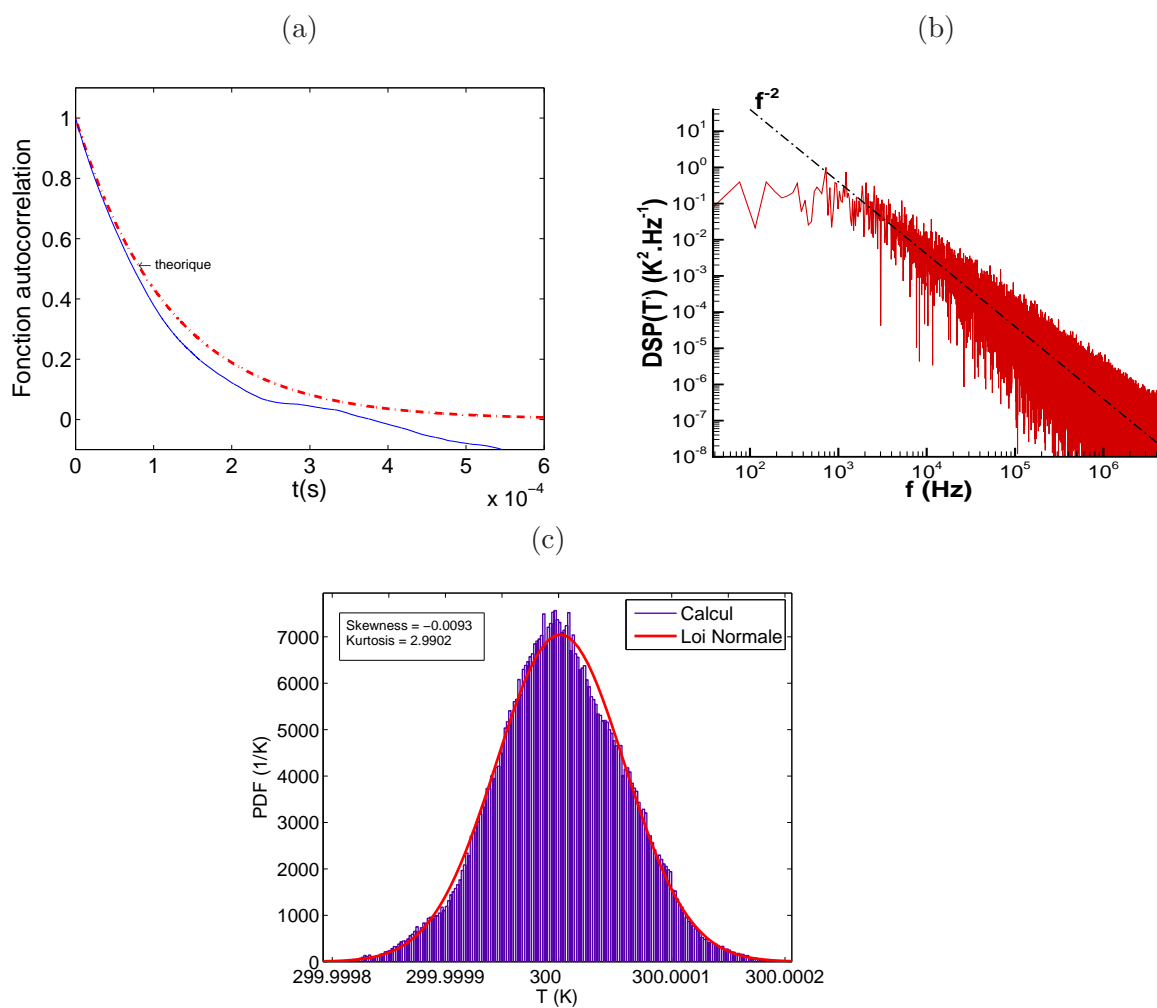 (a)
(b)
Fonction autocorrelation
1
0.8
0.6
0.4
0.2
0
← theorique
0 1 2 3 4 5 6
t(s)
x 10⁻⁴
f⁻²
DSP(T') (K².Hz⁻¹)
10¹
10⁰
10⁻¹
10⁻²
10⁻³
10⁻⁴
10⁻⁵
10⁻⁶
10⁻⁷
10⁻⁸
10² 10³ 10⁴ 10⁵ 10⁶
f (Hz)
(c)
Skewness = −0.0093
Kurtosis = 2.9902
Calcul
Loi Normale
PDF (1/K)
7000
6000
5000
4000
3000
2000
1000
0
299.9998 299.9999 300 300.0001 300.0002
T (K)